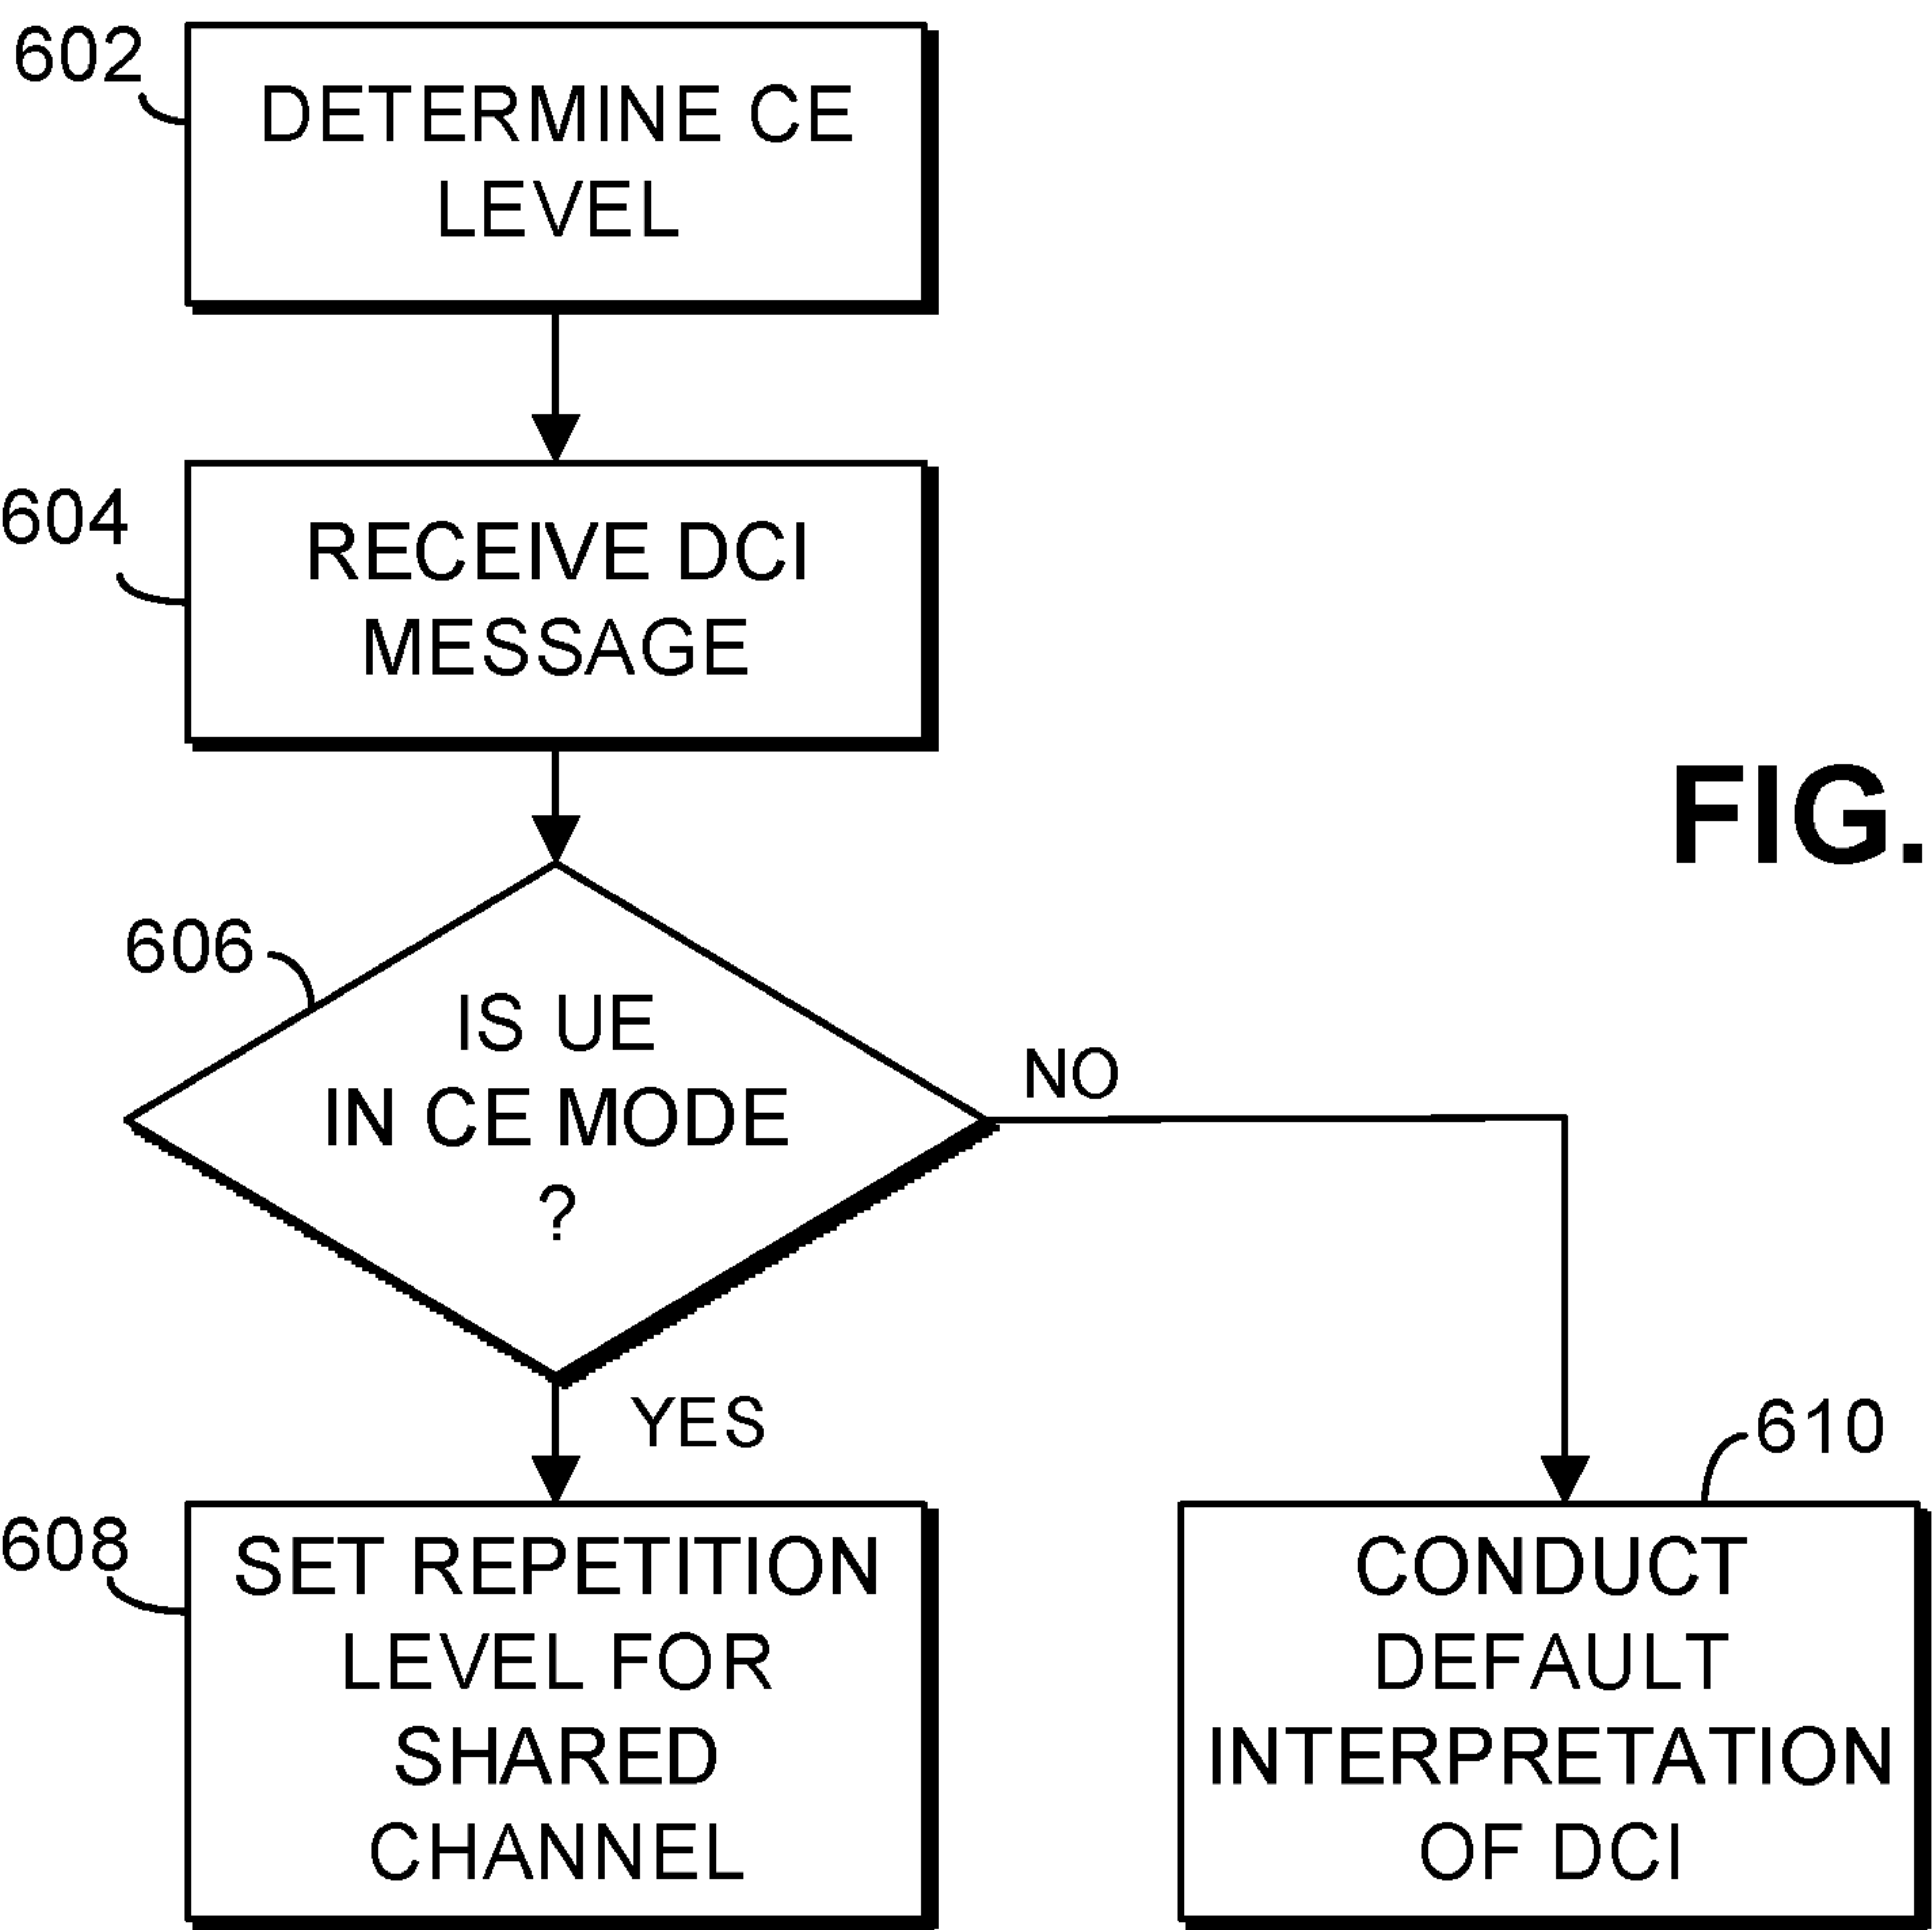 602
DETERMINE CE
LEVEL
604
RECEIVE DCI
MESSAGE
FIG.
606
IS UE
IN CE MODE
?
NO
YES
610
608
SET REPETITION
LEVEL FOR
SHARED
CHANNEL
CONDUCT
DEFAULT
INTERPRETATION
OF DCI